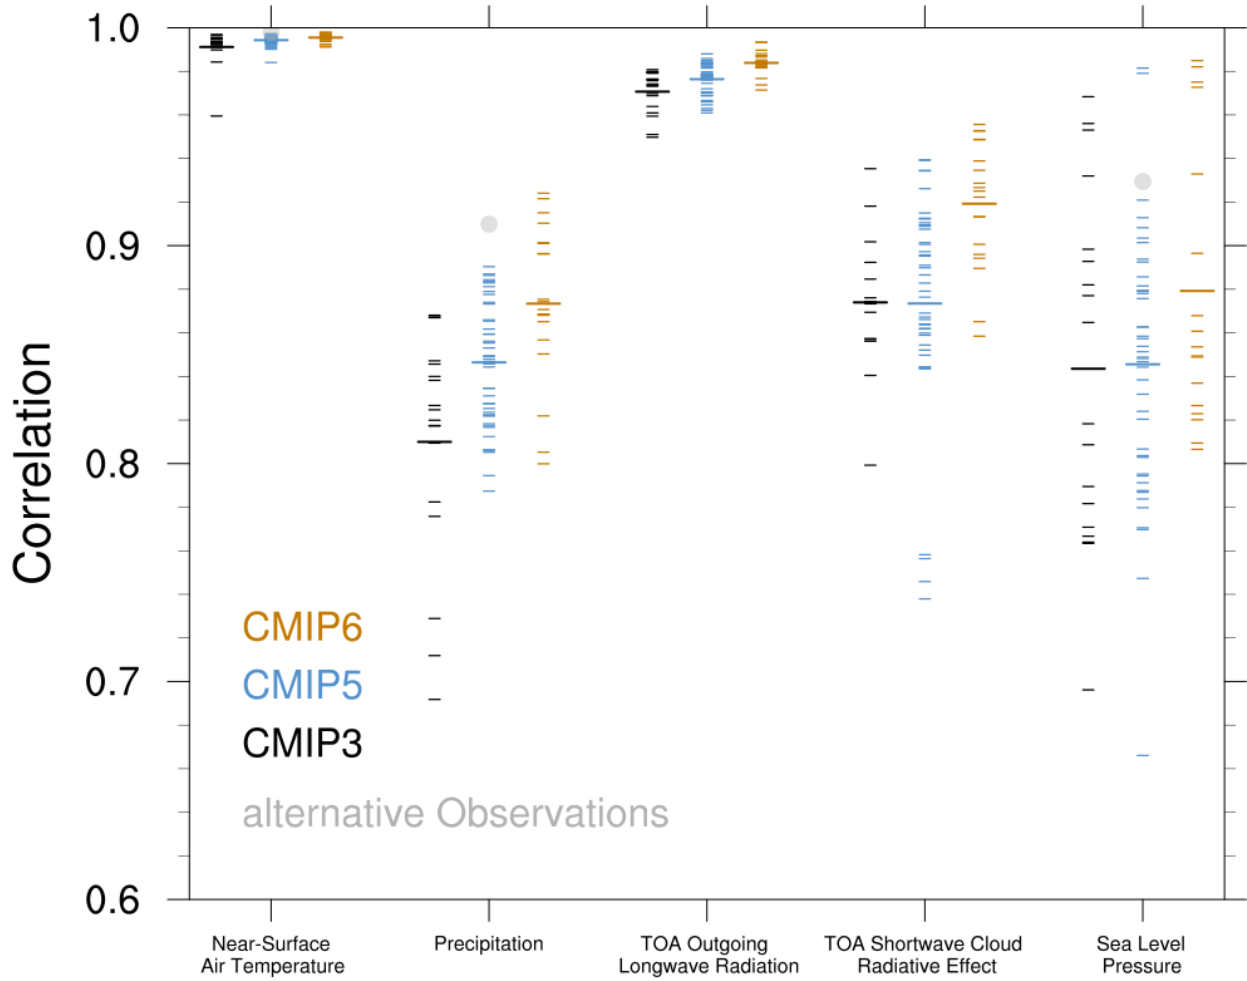 1.0
0.9
0.8
0.7
0.6
Correlation
CMIP6
CMIP5
CMIP3
alternative Observations
Near-Surface
Air Temperature
Precipitation
TOA Outgoing
Longwave Radiation
TOA Shortwave Cloud
Radiative Effect
Sea Level
Pressure